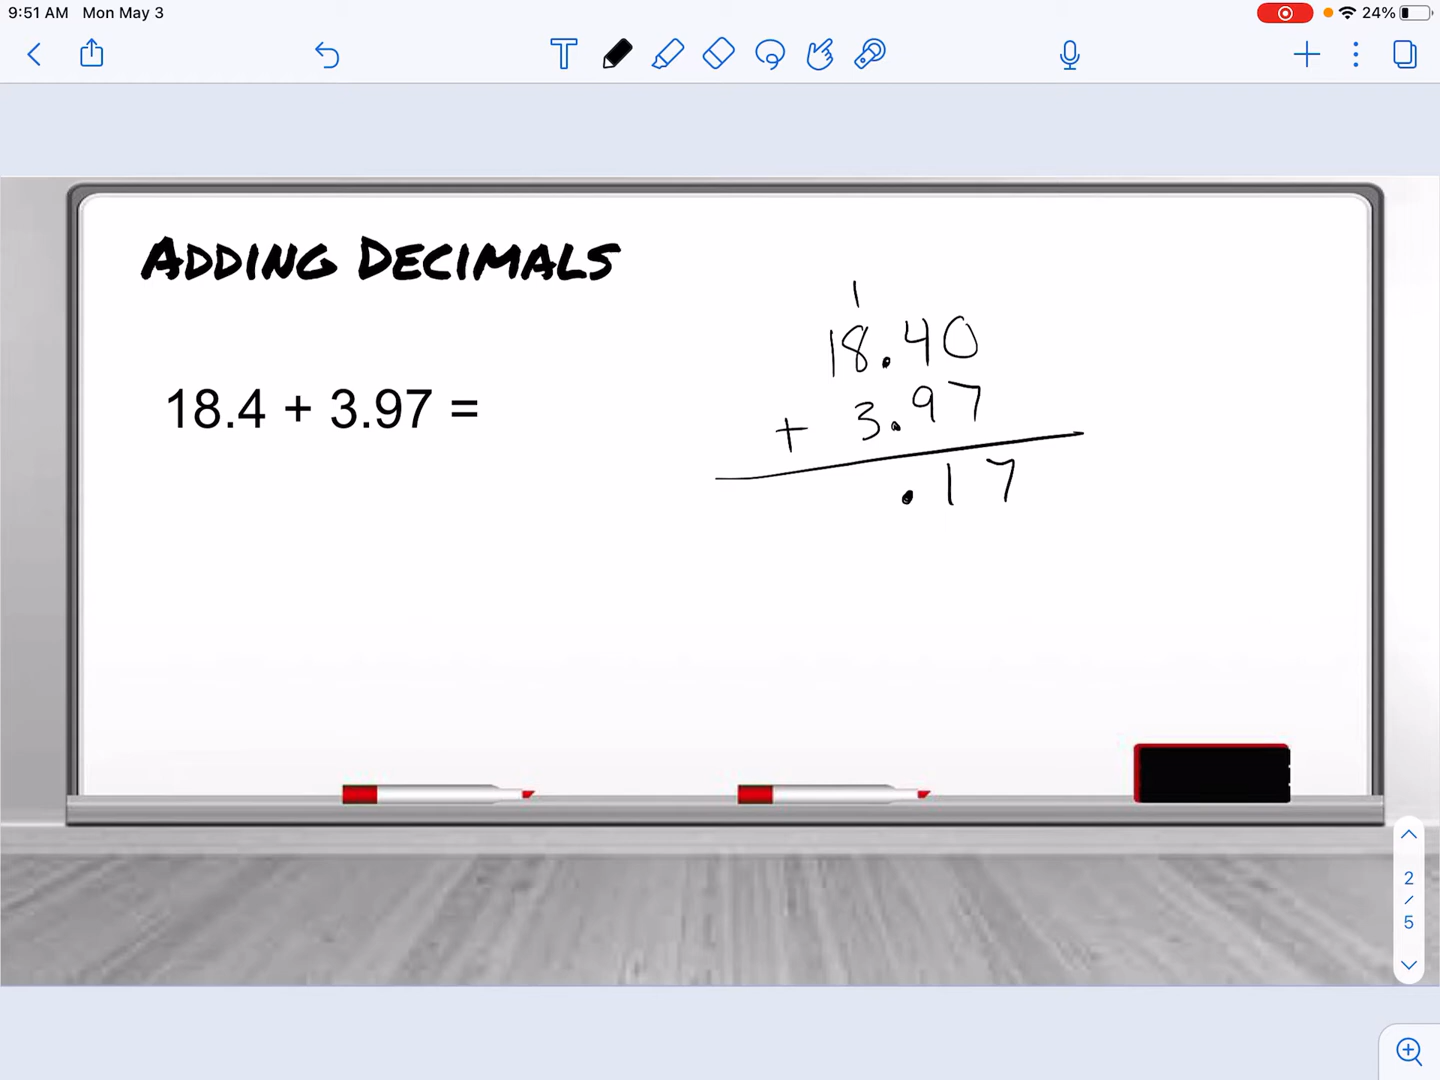 9:51 AM Mon May 3
24%
T
ADDING DECIMALS
18.4 + 3.97 =
1
18.40
+ 3.97
.17
2
/
5